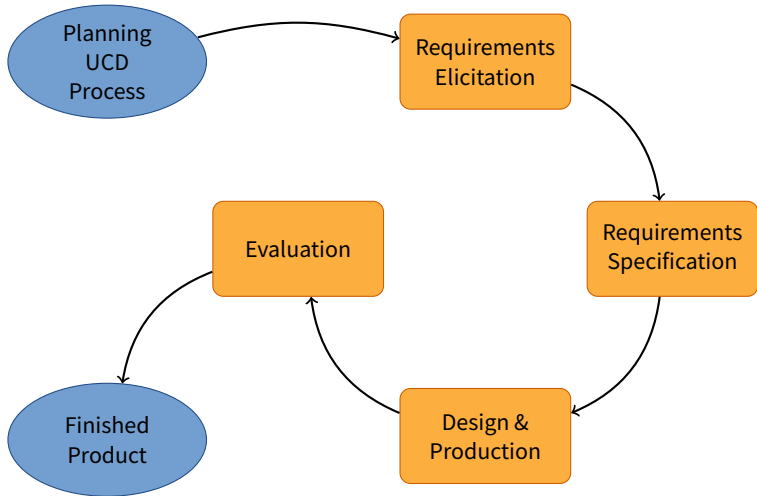 Planning
UCD
Process
Requirements
Elicitation
Requirements
Specification
Evaluation
Design &
Production
Finished
Product